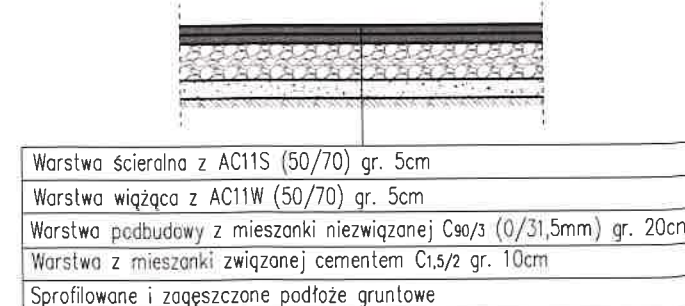 Warstwa ścieralna z AC11S (50/70) gr. 5cm
Warstwa wiążąca z AC11W (50/70) gr. 5cm
Warstwa podbudowy z mieszanki niezwiązanej C90/3 (0/31,5mm) gr. 20cm
Warstwa z mieszanki związanej cementem C1,5/2 gr. 10cm
Sprofilowane i zagęszczone podłoże gruntowe